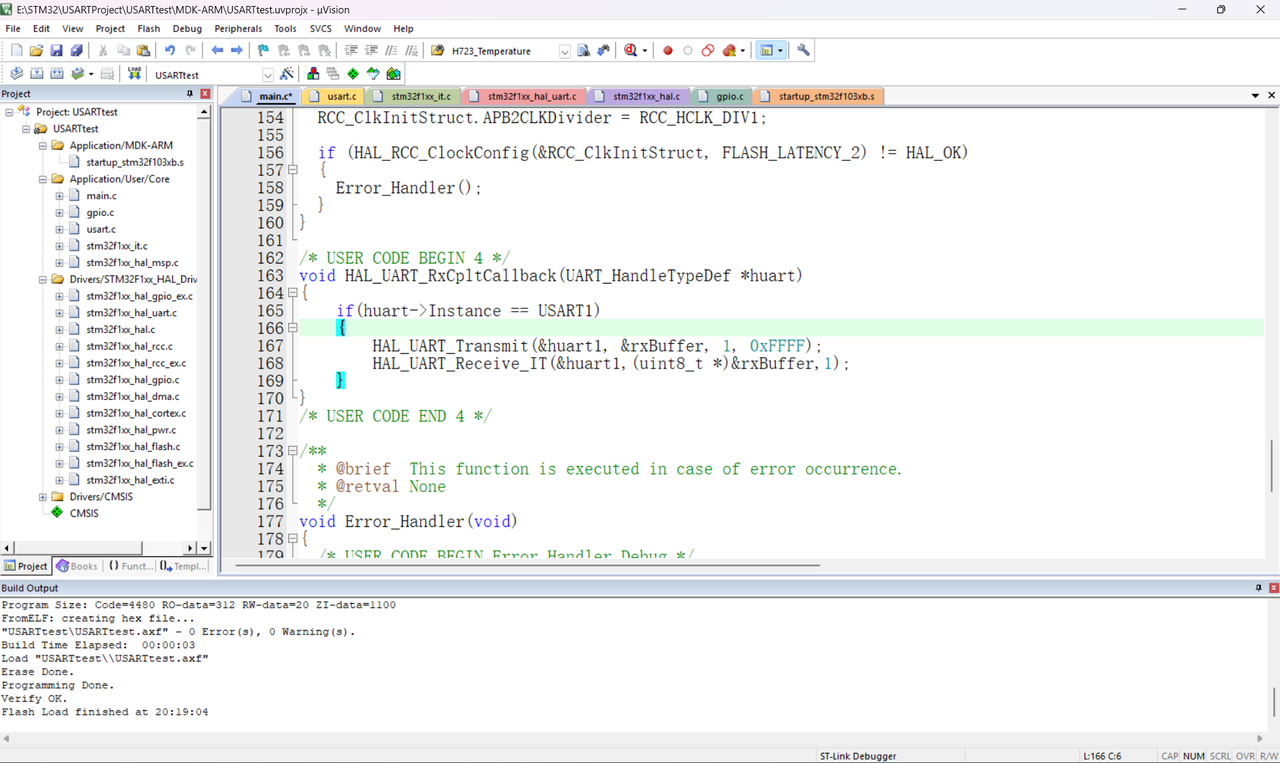 E:\STM32\USARTProject\USARTtest\MDK-ARM\USARTtest.uvprojx - µVision
File Edit View Project Flash Debug Peripherals Tools SVCS Window Help
H723_Temperature
LOAD USARTtest
Project
Project: USARTtest
USARTtest
Application/MDK-ARM
startup_stm32f103xb.s
Application/User/Core
main.c
gpio.c
usart.c
stm32f1xx_it.c
stm32f1xx_hal_msp.c
Drivers/STM32F1xx_HAL_Driv
stm32f1xx_hal_gpio_ex.c
stm32f1xx_hal_uart.c
stm32f1xx_hal.c
stm32f1xx_hal_rcc.c
stm32f1xx_hal_rcc_ex.c
stm32f1xx_hal_gpio.c
stm32f1xx_hal_dma.c
stm32f1xx_hal_cortex.c
stm32f1xx_hal_pwr.c
stm32f1xx_hal_flash.c
stm32f1xx_hal_flash_ex.c
stm32f1xx_hal_exti.c
Drivers/CMSIS
CMSIS
Project Books {} Funct... 0 Templ...
main.c* usart.c stm32f1xx_it.c stm32f1xx_hal_uart.c stm32f1xx_hal.c gpio.c startup_stm32f103xb.s
154 RCC_ClkInitStruct.APB2CLKDivider = RCC_HCLK_DIV1;
155
156 if (HAL_RCC_ClockConfig(&RCC_ClkInitStruct, FLASH_LATENCY_2) != HAL_OK)
157 {
158 Error_Handler();
159 }
160 }
161
162 /* USER CODE BEGIN 4 */
163 void HAL_UART_RxCpltCallback(UART_HandleTypeDef *huart)
164 {
165 if(huart->Instance == USART1)
166 {
167 HAL_UART_Transmit(&huart1, &rxBuffer, 1, 0xFFFF);
168 HAL_UART_Receive_IT(&huart1,(uint8_t *)&rxBuffer,1);
169 }
170 }
171 /* USER CODE END 4 */
172
173 /**
174 * @brief This function is executed in case of error occurrence.
175 * @retval None
176 */
177 void Error_Handler(void)
178 {
179 /* USER CODE BEGIN Error_Handler_Debug */
Build Output
Program Size: Code=4480 RO-data=312 RW-data=20 ZI-data=1100
FromELF: creating hex file...
"USARTtest\USARTtest.axf" - 0 Error(s), 0 Warning(s).
Build Time Elapsed: 00:00:03
Load "USARTtest\\USARTtest.axf"
Erase Done.
Programming Done.
Verify OK.
Flash Load finished at 20:19:04
ST-Link Debugger L:166 C:6 CAP NUM SCRL OVR R/W